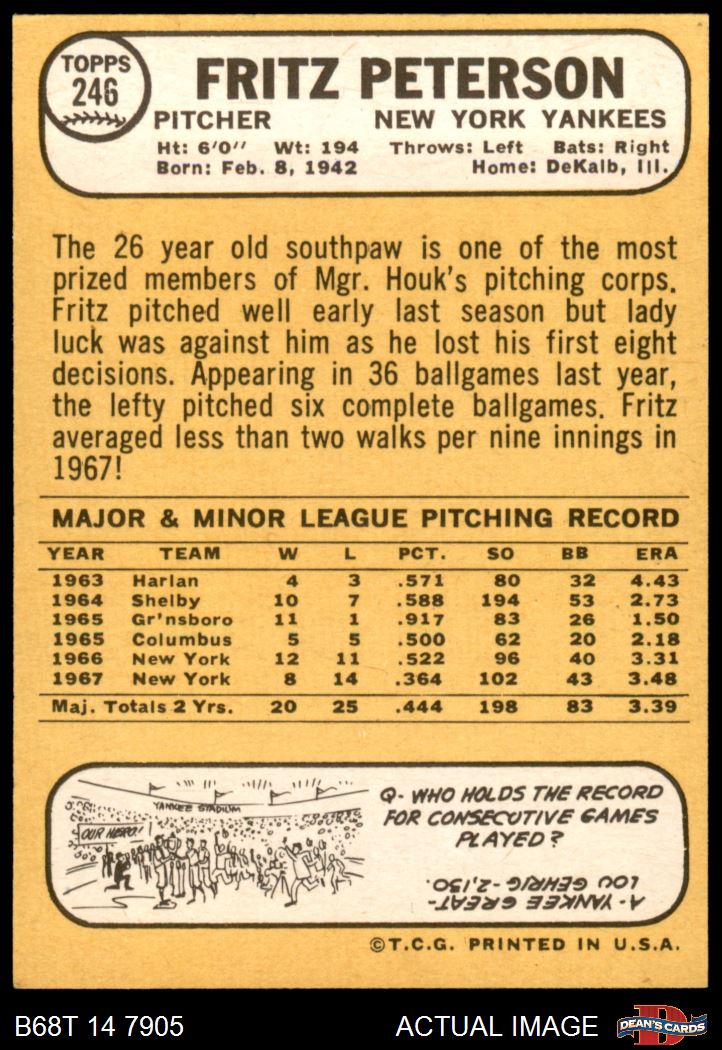 TOPPS
246
FRITZ PETERSON
PITCHER NEW YORK YANKEES
Ht: 6'0" Wt: 194 Throws: Left Bats: Right
Born: Feb. 8, 1942 Home: DeKalb, Ill.
The 26 year old southpaw is one of the most
prized members of Mgr. Houk's pitching corps.
Fritz pitched well early last season but lady
luck was against him as he lost his first eight
decisions. Appearing in 36 ballgames last year,
the lefty pitched six complete ballgames. Fritz
averaged less than two walks per nine innings in
1967!
MAJOR & MINOR LEAGUE PITCHING RECORD
YEAR TEAM W L PCT. SO BB ERA
1963 Harlan 4 3 .571 80 32 4.43
1964 Shelby 10 7 .588 194 53 2.73
1965 Gr'nsboro 11 1 .917 83 26 1.50
1965 Columbus 5 5 .500 62 20 2.18
1966 New York 12 11 .522 96 40 3.31
1967 New York 8 14 .364 102 43 3.48
Maj. Totals 2 Yrs. 20 25 .444 198 83 3.39
YANKEE STADIUM
OUR HERO!
Q- WHO HOLDS THE RECORD
FOR CONSECUTIVE GAMES
PLAYED?
A- YANKEE GREAT-
LOU GEHRIG - 2,150.
©T.C.G. PRINTED IN U.S.A.
B68T 14 7905 ACTUAL IMAGE
D
DEAN'S CARDS